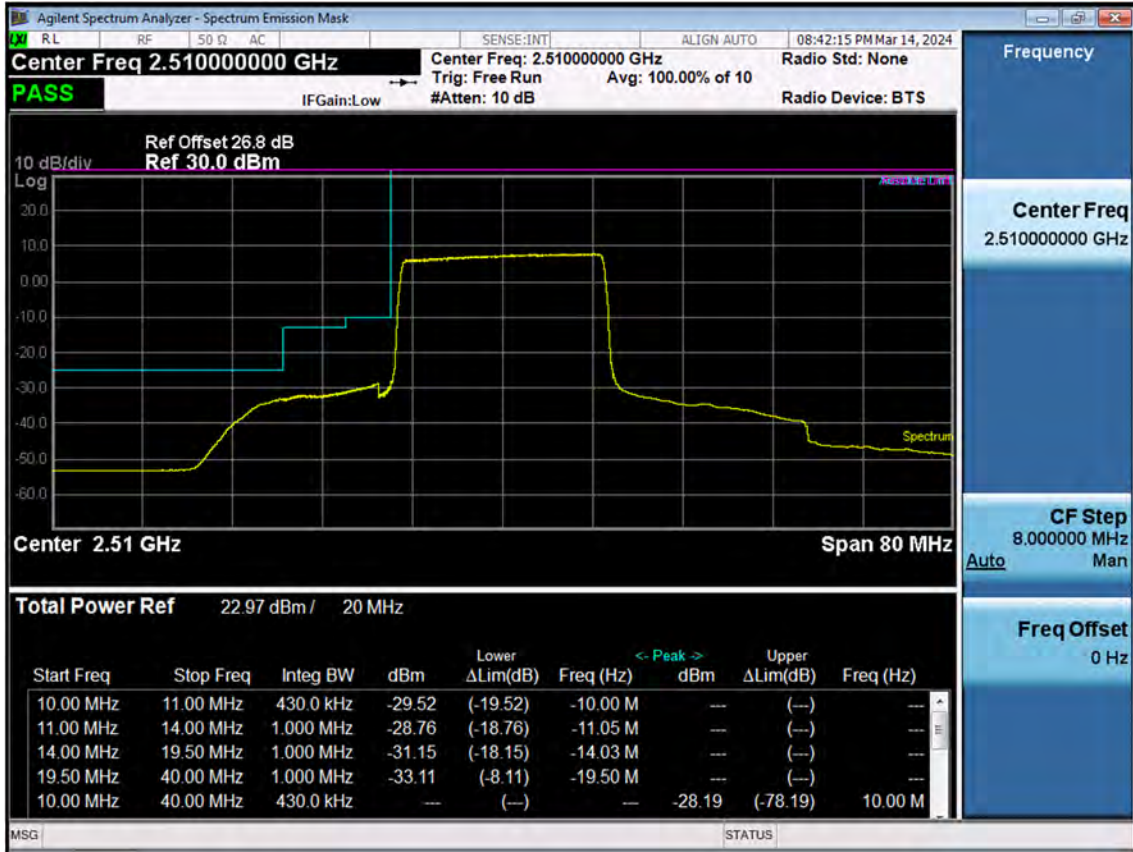 Agilent Spectrum Analyzer - Spectrum Emission Mask
LXI RL RF 50 Ω AC SENSE:INT ALIGN AUTO 08:42:15 PM Mar 14, 2024
Center Freq 2.510000000 GHz
Center Freq: 2.510000000 GHz Radio Std: None
Trig: Free Run Avg: 100.00% of 10
PASS IFGain:Low #Atten: 10 dB Radio Device: BTS
Ref Offset 26.8 dB
10 dB/div Ref 30.0 dBm
Log
20.0
10.0
0.00
-10.0
-20.0
-30.0
-40.0
Spectrum
-50.0
-60.0
Center 2.51 GHz Span 80 MHz
Total Power Ref 22.97 dBm / 20 MHz
Lower <- Peak -> Upper
Start Freq Stop Freq Integ BW dBm ΔLim(dB) Freq (Hz) dBm ΔLim(dB) Freq (Hz)
10.00 MHz 11.00 MHz 430.0 kHz -29.52 (-19.52) -10.00 M --- (---) ---
11.00 MHz 14.00 MHz 1.000 MHz -28.76 (-18.76) -11.05 M --- (---) ---
14.00 MHz 19.50 MHz 1.000 MHz -31.15 (-18.15) -14.03 M --- (---) ---
19.50 MHz 40.00 MHz 1.000 MHz -33.11 (-8.11) -19.50 M --- (---) ---
10.00 MHz 40.00 MHz 430.0 kHz --- (---) --- -28.19 (-78.19) 10.00 M
MSG STATUS
Frequency
Center Freq
2.510000000 GHz
CF Step
8.000000 MHz
Auto Man
Freq Offset
0 Hz